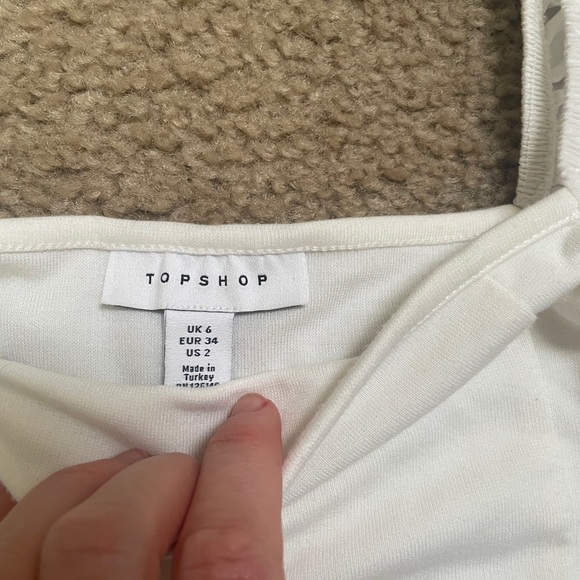 TOPSHOP
UK 6
EUR 34
US 2
Made in
Turkey